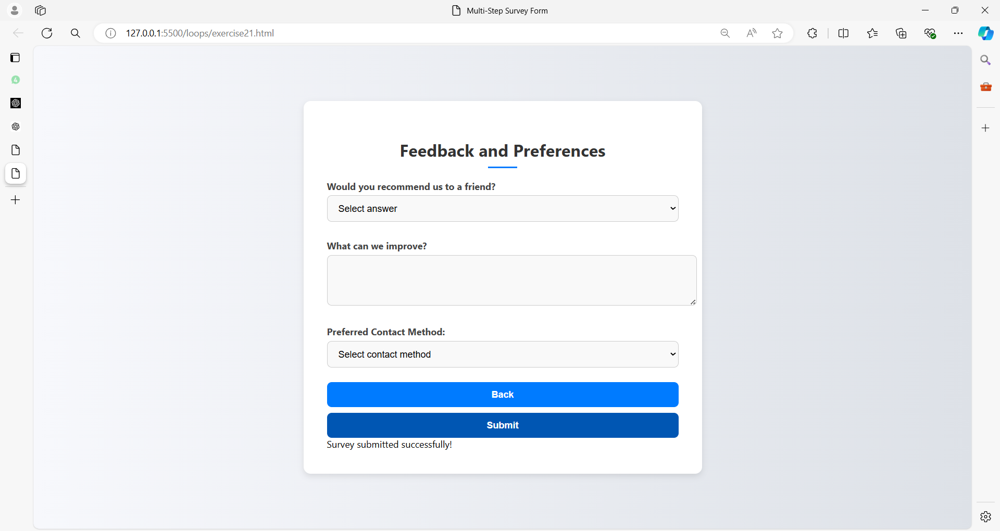 Multi-Step Survey Form
127.0.0.1:5500/loops/exercise21.html
Feedback and Preferences
Would you recommend us to a friend?
Select answer
What can we improve?
Preferred Contact Method:
Select contact method
Back
Submit
Survey submitted successfully!